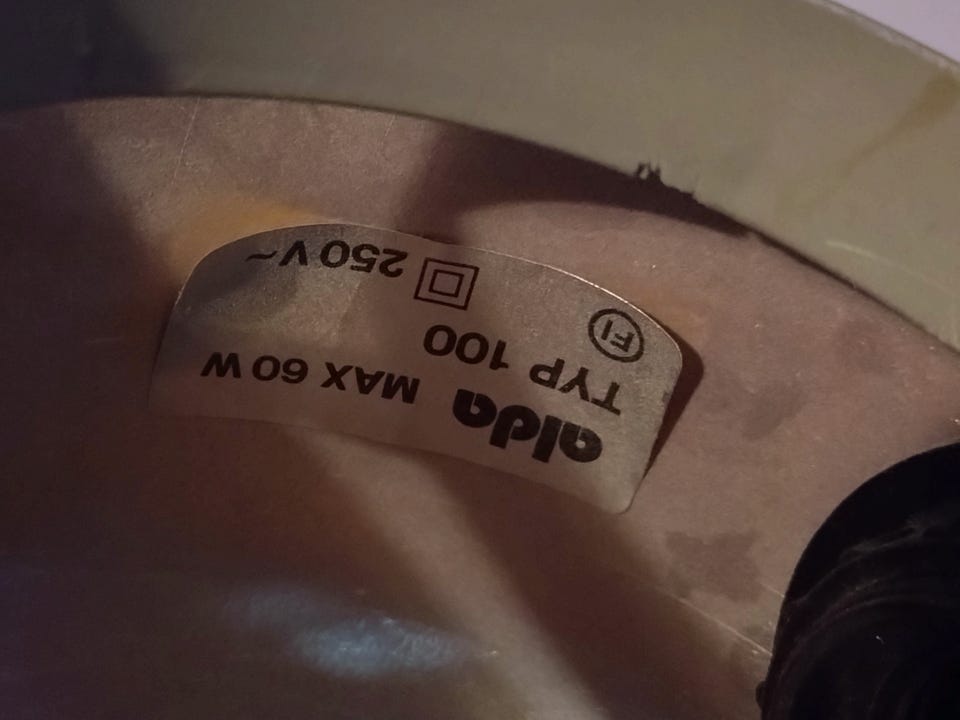 alda MAX 60 W
TYP 100
FI 250 V ~